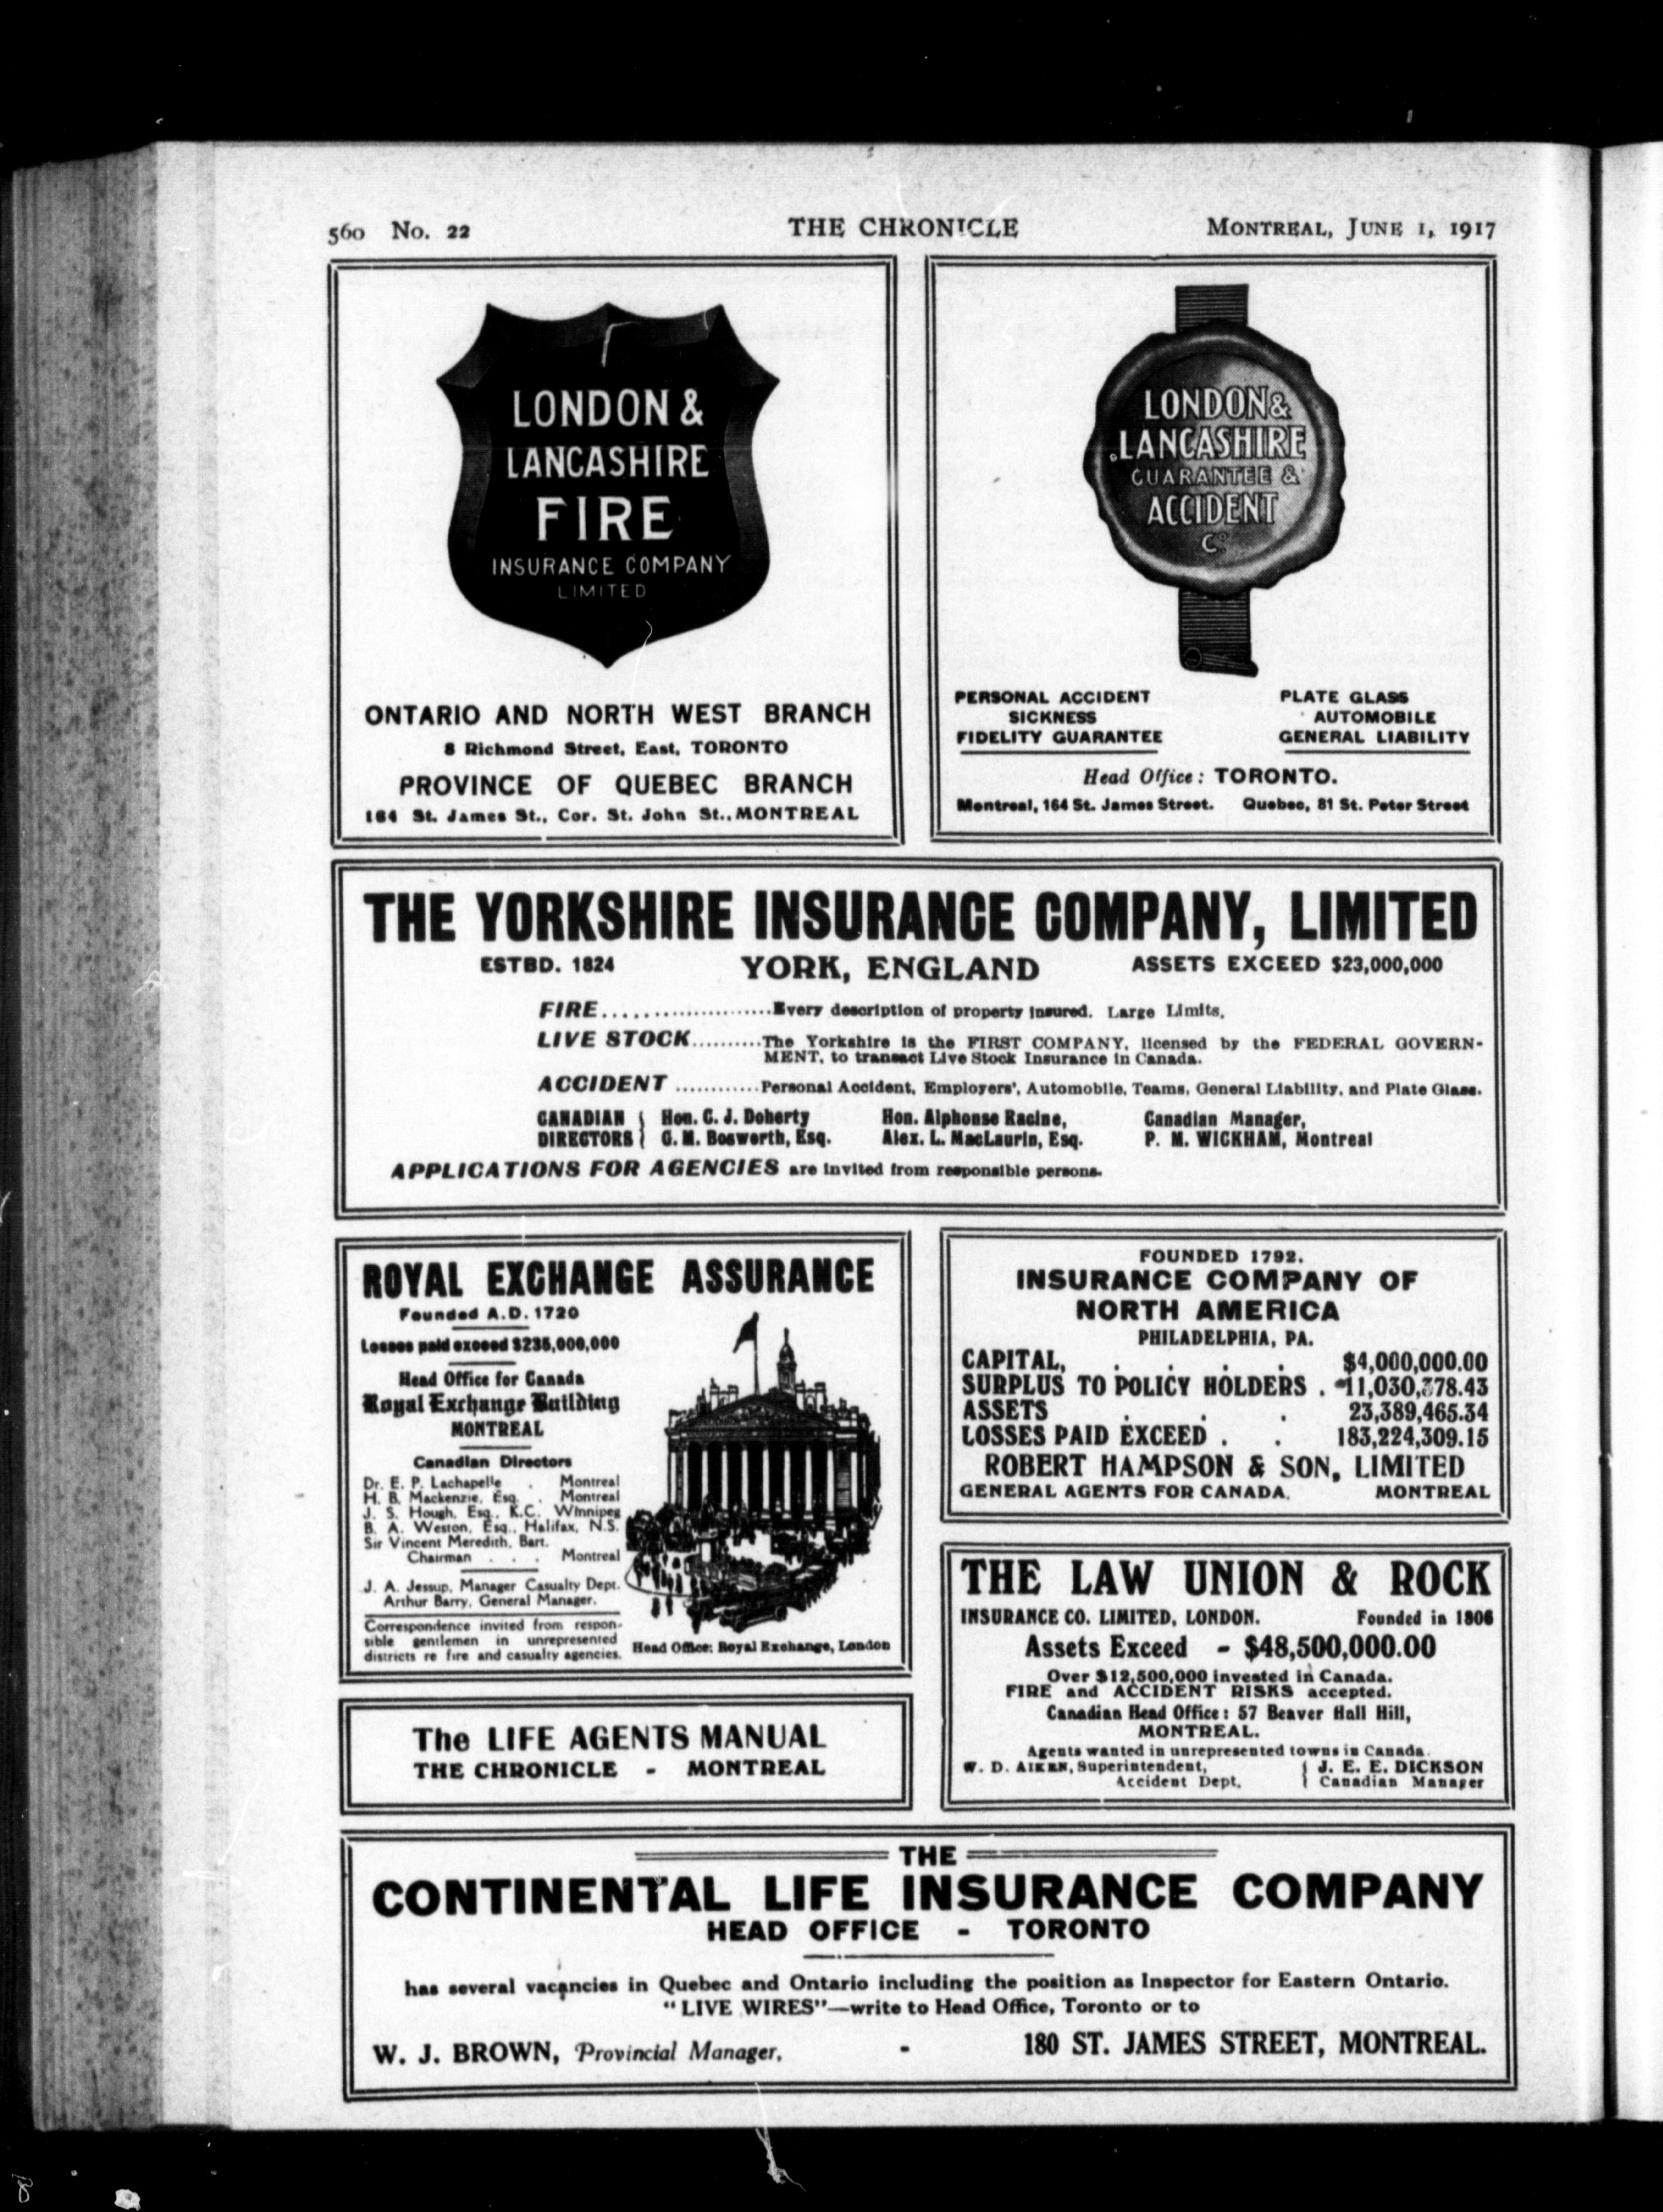 560 No. 22
THE CHRONICLE
MONTREAL, JUNE 1, 1917
LONDON &
LANCASHIRE
FIRE
INSURANCE COMPANY
LIMITED
ONTARIO AND NORTH WEST BRANCH
8 Richmond Street, East, TORONTO
PROVINCE OF QUEBEC BRANCH
164 St. James St., Cor. St. John St., MONTREAL
LONDON &
LANCASHIRE
GUARANTEE &
ACCIDENT
Co.
PERSONAL ACCIDENT
SICKNESS
FIDELITY GUARANTEE
PLATE GLASS
AUTOMOBILE
GENERAL LIABILITY
Head Office: TORONTO.
Montreal, 164 St. James Street. Quebec, 81 St. Peter Street
THE YORKSHIRE INSURANCE COMPANY, LIMITED
ESTBD. 1824 YORK, ENGLAND ASSETS EXCEED $23,000,000
FIRE.....................Every description of property insured. Large Limits.
LIVE STOCK..........The Yorkshire is the FIRST COMPANY, licensed by the FEDERAL GOVERN-
MENT, to transact Live Stock Insurance in Canada.
ACCIDENT ............Personal Accident, Employers', Automobile, Teams, General Liability, and Plate Glass.
CANADIAN { Hon. C. J. Doherty Hon. Alphonse Racine, Canadian Manager,
DIRECTORS { G. M. Bosworth, Esq. Alex. L. MacLaurin, Esq. P. M. WICKHAM, Montreal
APPLICATIONS FOR AGENCIES are invited from responsible persons.
ROYAL EXCHANGE ASSURANCE
Founded A.D. 1720
Losses paid exceed $235,000,000
Head Office for Canada
Royal Exchange Building
MONTREAL
Canadian Directors
Dr. E. P. Lachapelle . Montreal
H. B. Mackenzie, Esq. . Montreal
J. S. Hough, Esq., K.C. Winnipeg
B. A. Weston, Esq., Halifax, N.S.
Sir Vincent Meredith, Bart.
Chairman . . . Montreal
J. A. Jessup, Manager Casualty Dept.
Arthur Barry, General Manager.
Correspondence invited from respon-
sible gentlemen in unrepresented
districts re fire and casualty agencies.
Head Office: Royal Exchange, London
FOUNDED 1792.
INSURANCE COMPANY OF
NORTH AMERICA
PHILADELPHIA, PA.
CAPITAL, . . . . $4,000,000.00
SURPLUS TO POLICY HOLDERS . 11,030,378.43
ASSETS . . . 23,389,465.34
LOSSES PAID EXCEED . . 183,224,309.15
ROBERT HAMPSON & SON, LIMITED
GENERAL AGENTS FOR CANADA. MONTREAL
THE LAW UNION & ROCK
INSURANCE CO. LIMITED, LONDON. Founded in 1806
Assets Exceed - $48,500,000.00
Over $12,500,000 invested in Canada.
FIRE and ACCIDENT RISKS accepted.
Canadian Head Office: 57 Beaver Hall Hill,
MONTREAL.
Agents wanted in unrepresented towns in Canada.
W. D. AIKEN, Superintendent, { J. E. E. DICKSON
Accident Dept. { Canadian Manager
The LIFE AGENTS MANUAL
THE CHRONICLE - MONTREAL
THE
CONTINENTAL LIFE INSURANCE COMPANY
HEAD OFFICE - TORONTO
has several vacancies in Quebec and Ontario including the position as Inspector for Eastern Ontario.
"LIVE WIRES"—write to Head Office, Toronto or to
W. J. BROWN, Provincial Manager, - 180 ST. JAMES STREET, MONTREAL.